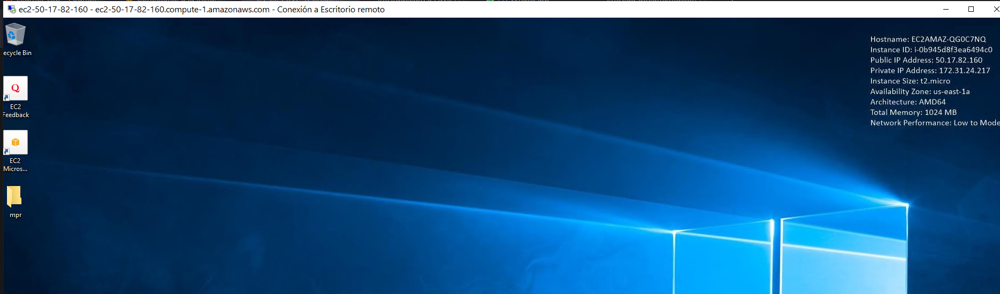 ec2-50-17-82-160 - ec2-50-17-82-160.compute-1.amazonaws.com - Conexión a Escritorio remoto
ecycle Bin
EC2
Feedback
EC2
Micros...
mpr
Hostname: EC2AMAZ-QG0C7NQ
Instance ID: i-0b945d8f3ea6494c0
Public IP Address: 50.17.82.160
Private IP Address: 172.31.24.217
Instance Size: t2.micro
Availability Zone: us-east-1a
Architecture: AMD64
Total Memory: 1024 MB
Network Performance: Low to Mode